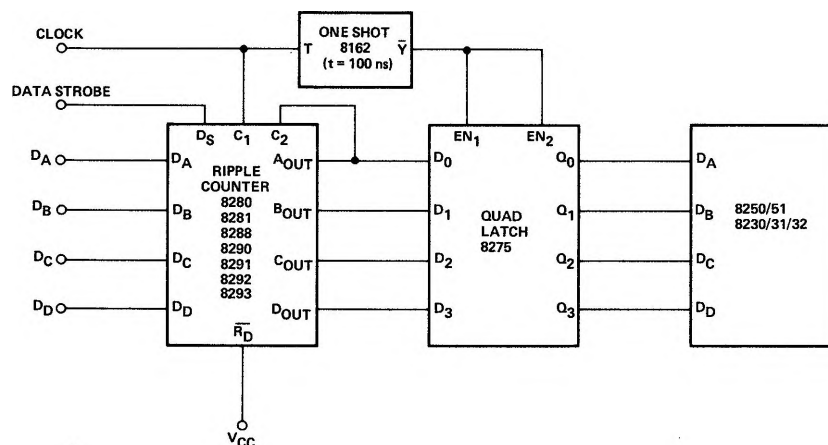 CLOCK
ONE SHOT
8162
(t = 100 ns)
T
Y̅
DATA STROBE
DS
C1
C2
EN1
EN2
DA
DA
RIPPLE
COUNTER
8280
8281
8288
8290
8291
8292
8293
AOUT
D0
QUAD
LATCH
8275
Q0
DA
8250/51
8230/31/32
DB
DB
BOUT
D1
Q1
DB
DC
DC
COUT
D2
Q2
DC
DD
DD
DOUT
D3
Q3
DD
R̅D̅
VCC